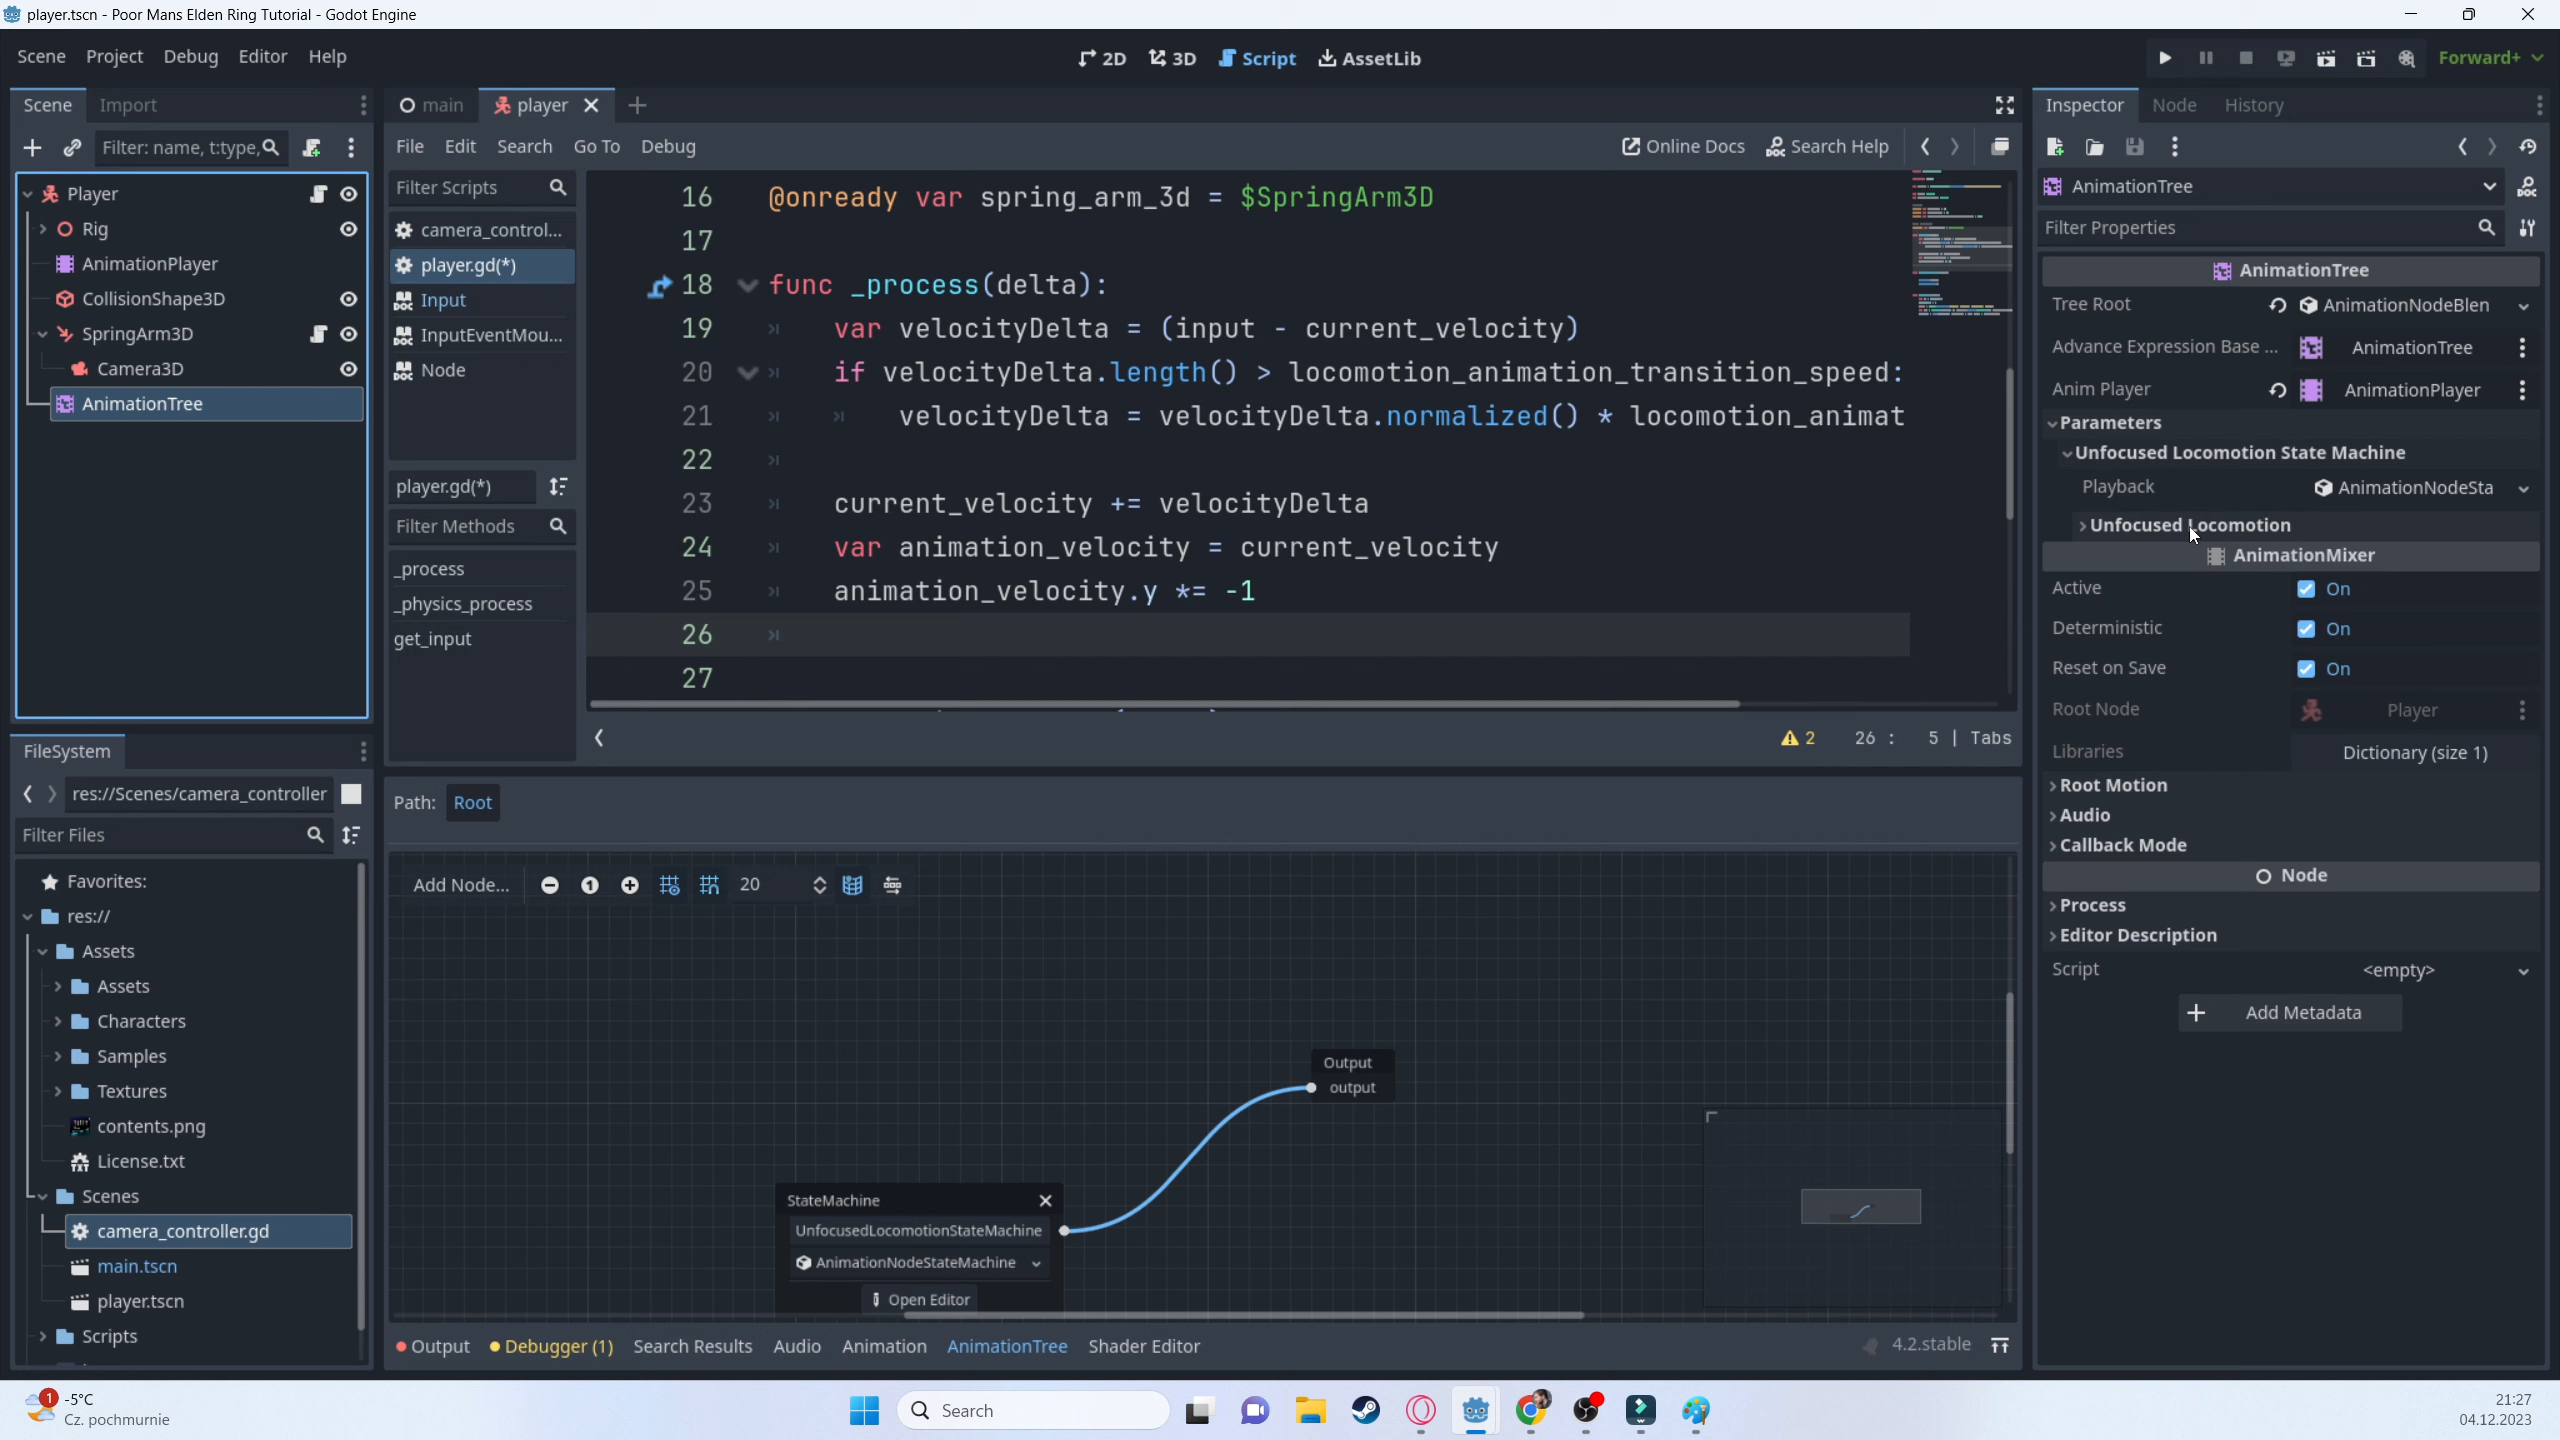 player.tscn - Poor Mans Elden Ring Tutorial - Godot Engine
Scene Project Debug Editor Help
2D 3D Script AssetLib
Forward+
Scene Import
Filter: name, t:type,
Player
Rig
AnimationPlayer
CollisionShape3D
SpringArm3D
Camera3D
AnimationTree
FileSystem
res://Scenes/camera_controller
Filter Files
Favorites:
res://
Assets
Assets
Characters
Samples
Textures
contents.png
License.txt
Scenes
camera_controller.gd
main.tscn
player.tscn
Scripts
main player
File Edit Search Go To Debug
Online Docs Search Help
Filter Scripts
camera_control...
player.gd(*)
Input
InputEventMou...
Node
player.gd(*)
Filter Methods
_process
_physics_process
get_input
16 @onready var spring_arm_3d = $SpringArm3D
17
18 func _process(delta):
19 var velocityDelta = (input - current_velocity)
20 if velocityDelta.length() > locomotion_animation_transition_speed:
21 velocityDelta = velocityDelta.normalized() * locomotion_animat
22
23 current_velocity += velocityDelta
24 var animation_velocity = current_velocity
25 animation_velocity.y *= -1
26
27
2 26 : 5 | Tabs
Path: Root
Add Node... 20
Output
output
StateMachine
UnfocusedLocomotionStateMachine
AnimationNodeStateMachine
Open Editor
Output Debugger (1) Search Results Audio Animation AnimationTree Shader Editor
4.2.stable
Inspector Node History
AnimationTree
Filter Properties
AnimationTree
Tree Root AnimationNodeBlen
Advance Expression Base ... AnimationTree
Anim Player AnimationPlayer
Parameters
Unfocused Locomotion State Machine
Playback AnimationNodeSta
Unfocused Locomotion
AnimationMixer
Active On
Deterministic On
Reset on Save On
Root Node Player
Libraries Dictionary (size 1)
Root Motion
Audio
Callback Mode
Node
Process
Editor Description
Script <empty>
Add Metadata
1 -5°C
Cz. pochmurnie
Search
21:27
04.12.2023